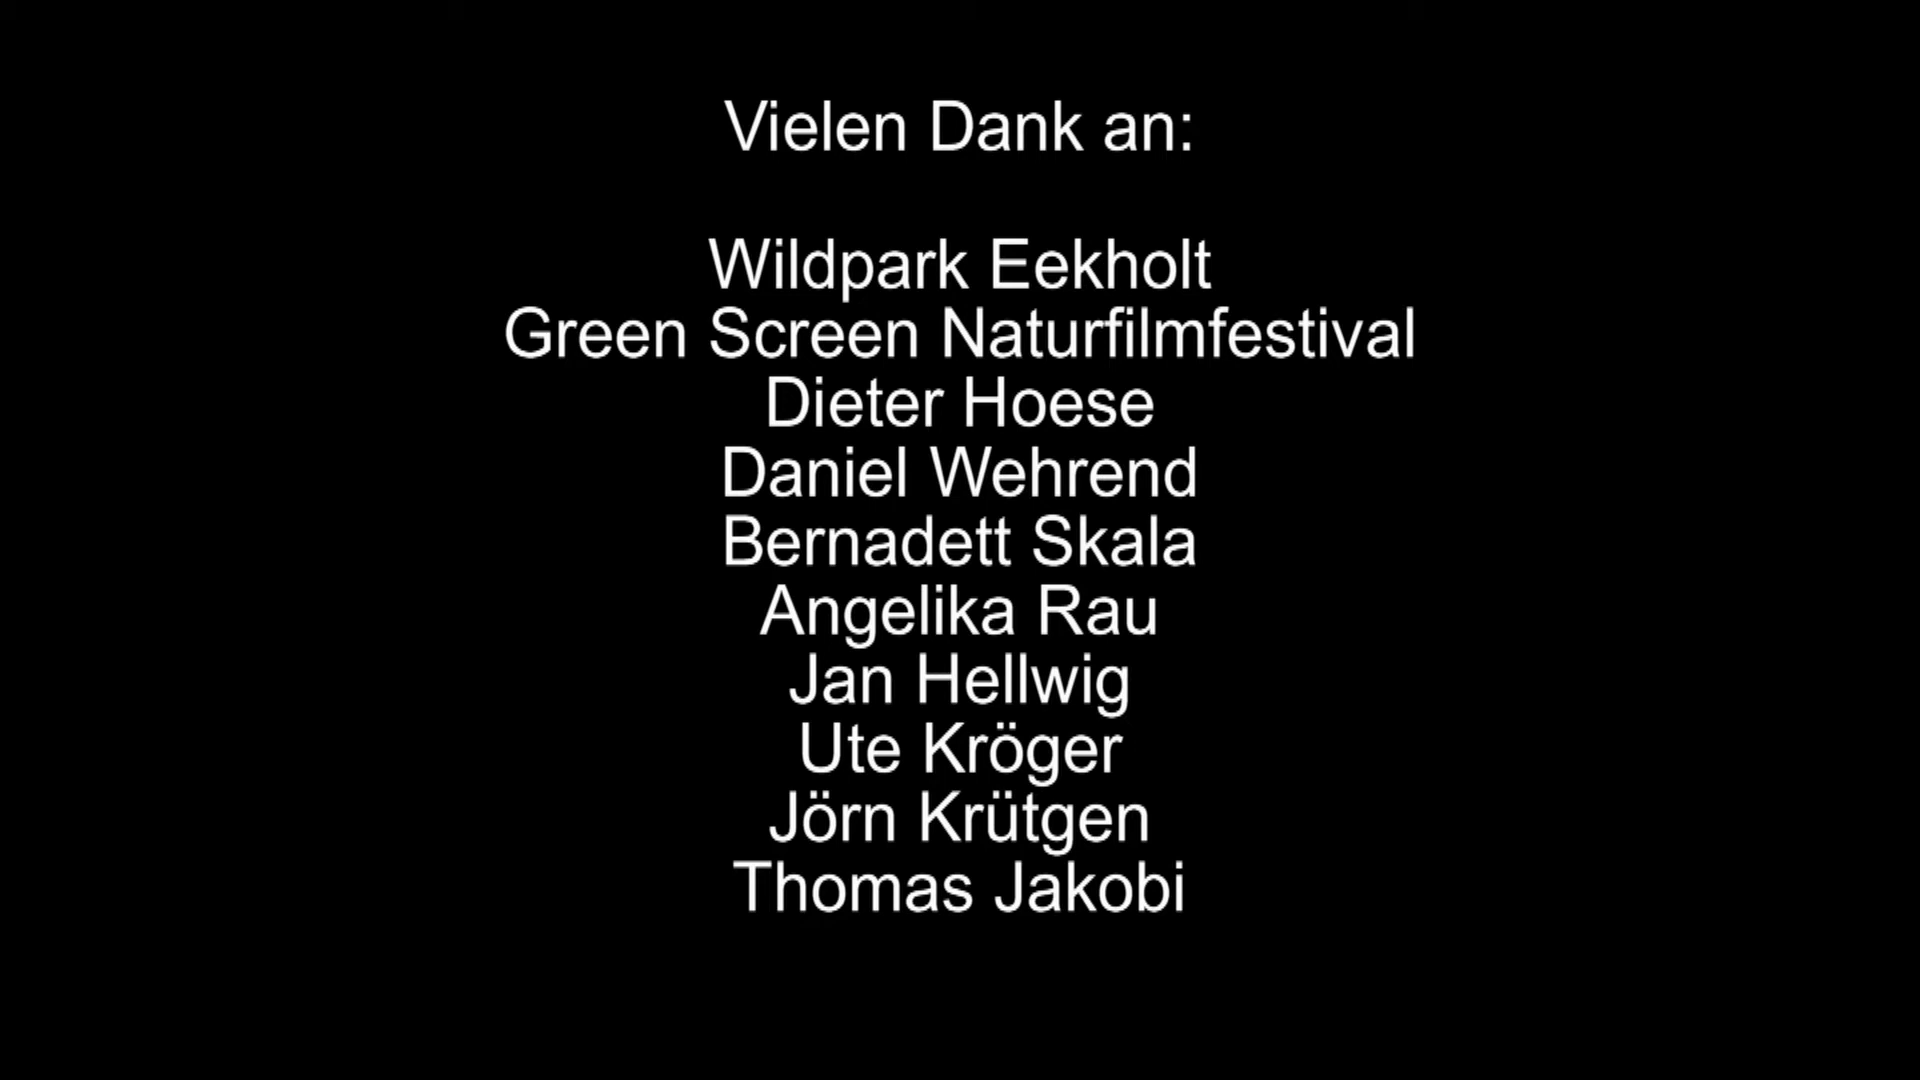 Vielen Dank an:
Wildpark Eekholt
Green Screen Naturfilmfestival
Dieter Hoese
Daniel Wehrend
Bernadett Skala
Angelika Rau
Jan Hellwig
Ute Kröger
Jörn Krütgen
Thomas Jakobi